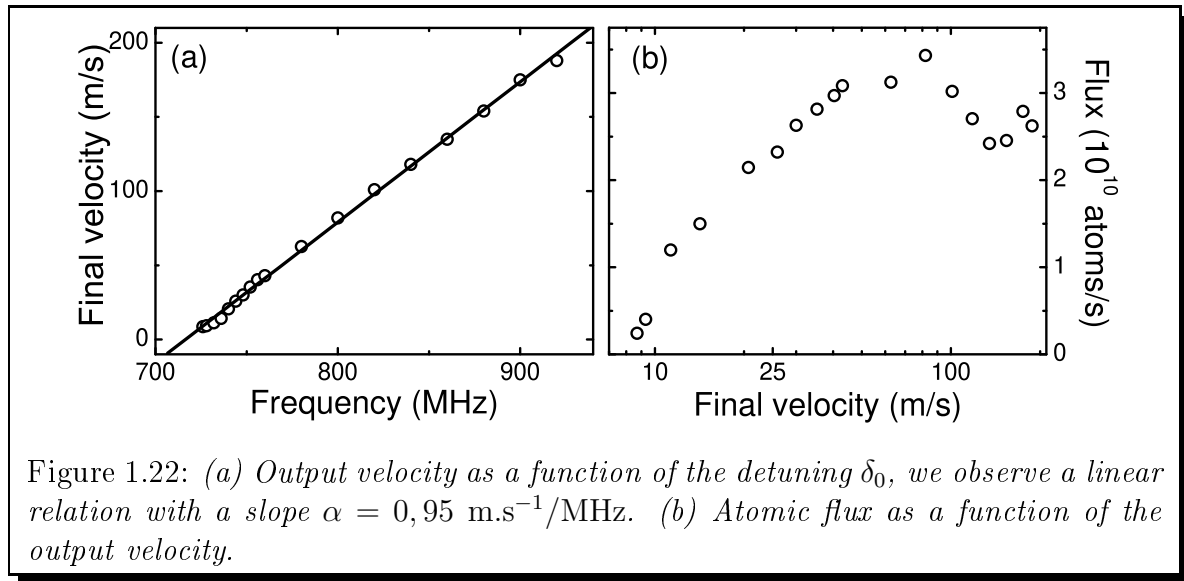 (a)
200
100
0
Final velocity (m/s)
700
800
900
Frequency (MHz)
(b)
3
2
1
0
Flux (10^10 atoms/s)
10
25
100
Final velocity (m/s)
Figure 1.22: (a) Output velocity as a function of the detuning δ₀, we observe a linear
relation with a slope α = 0,95 m.s⁻¹/MHz. (b) Atomic flux as a function of the
output velocity.